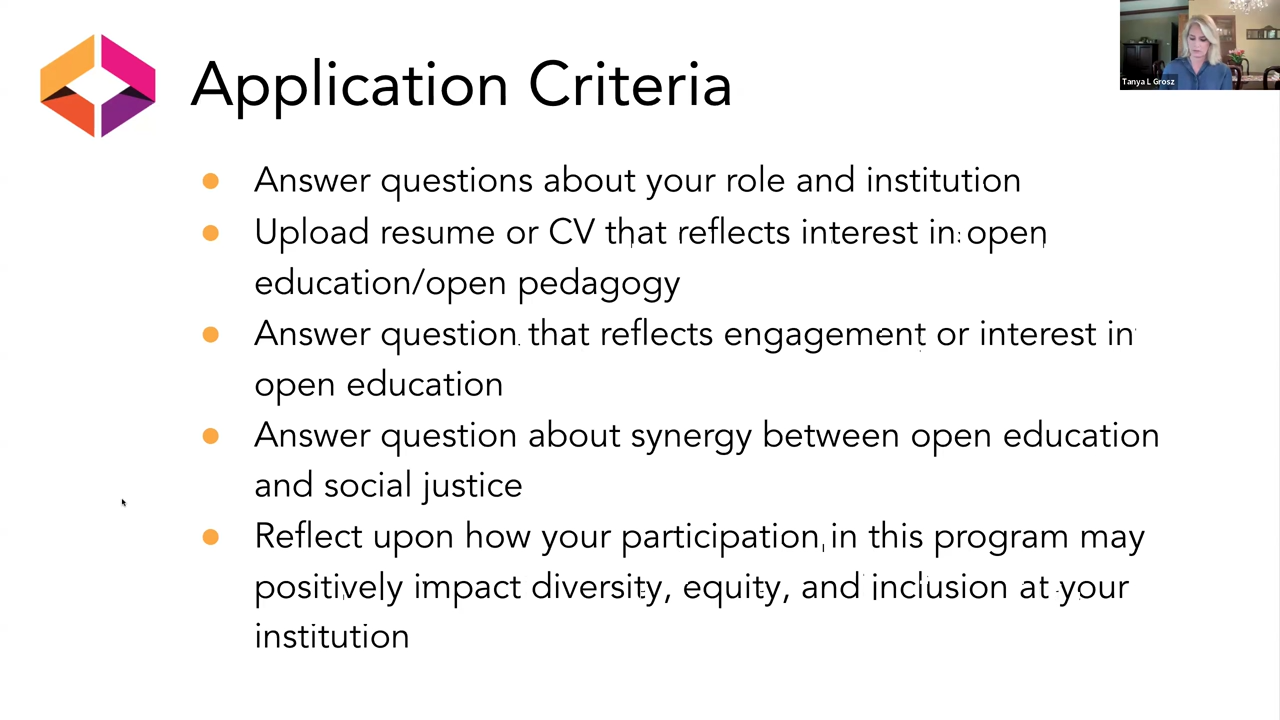 Application Criteria
Tanya L Grosz
● Answer questions about your role and institution
● Upload resume or CV that reflects interest in open
education/open pedagogy
● Answer question that reflects engagement or interest in
open education
● Answer question about synergy between open education
and social justice
● Reflect upon how your participation in this program may
positively impact diversity, equity, and inclusion at your
institution